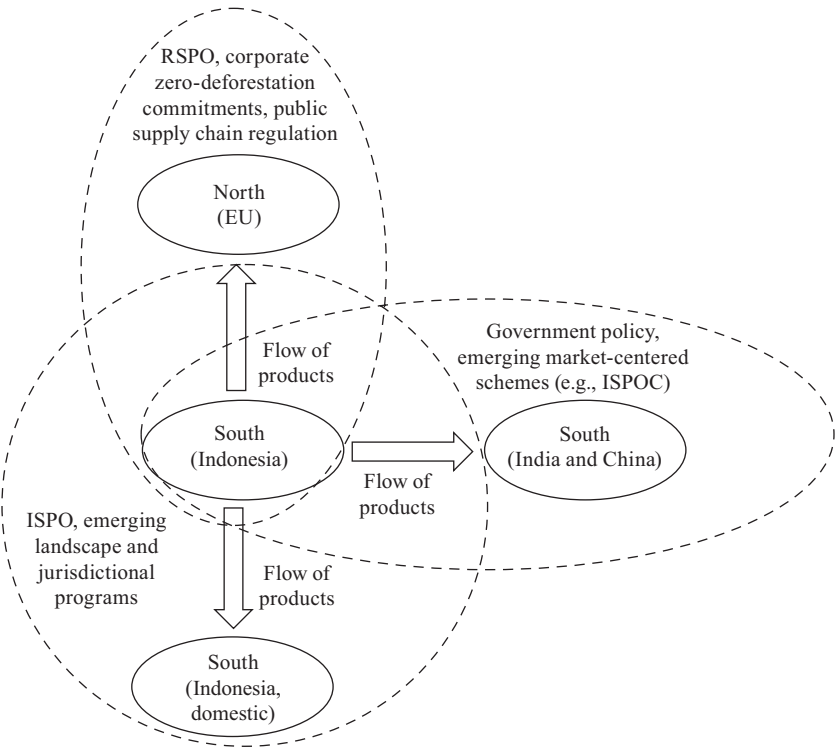 RSPO, corporate
zero-deforestation
commitments, public
supply chain regulation
North
(EU)
Flow of
products
Government policy,
emerging market-centered
schemes (e.g., ISPOC)
South
(Indonesia)
South
(India and China)
Flow of
products
ISPO, emerging
landscape and
jurisdictional
programs
Flow of
products
South
(Indonesia,
domestic)